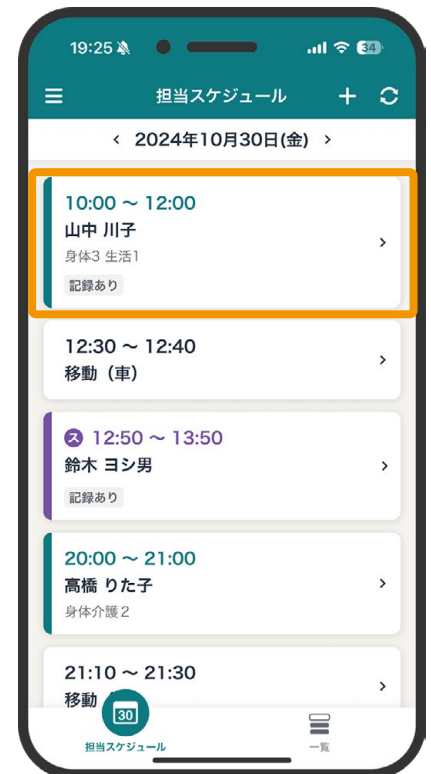 19:25
34
担当スケジュール
2024年10月30日(金)
10:00 ～ 12:00
山中 川子
身体3 生活1
記録あり
12:30 ～ 12:40
移動（車）
ス 12:50 ～ 13:50
鈴木 ヨシ男
記録あり
20:00 ～ 21:00
高橋 りた子
身体介護２
21:10 ～ 21:30
移動
30
担当スケジュール
一覧